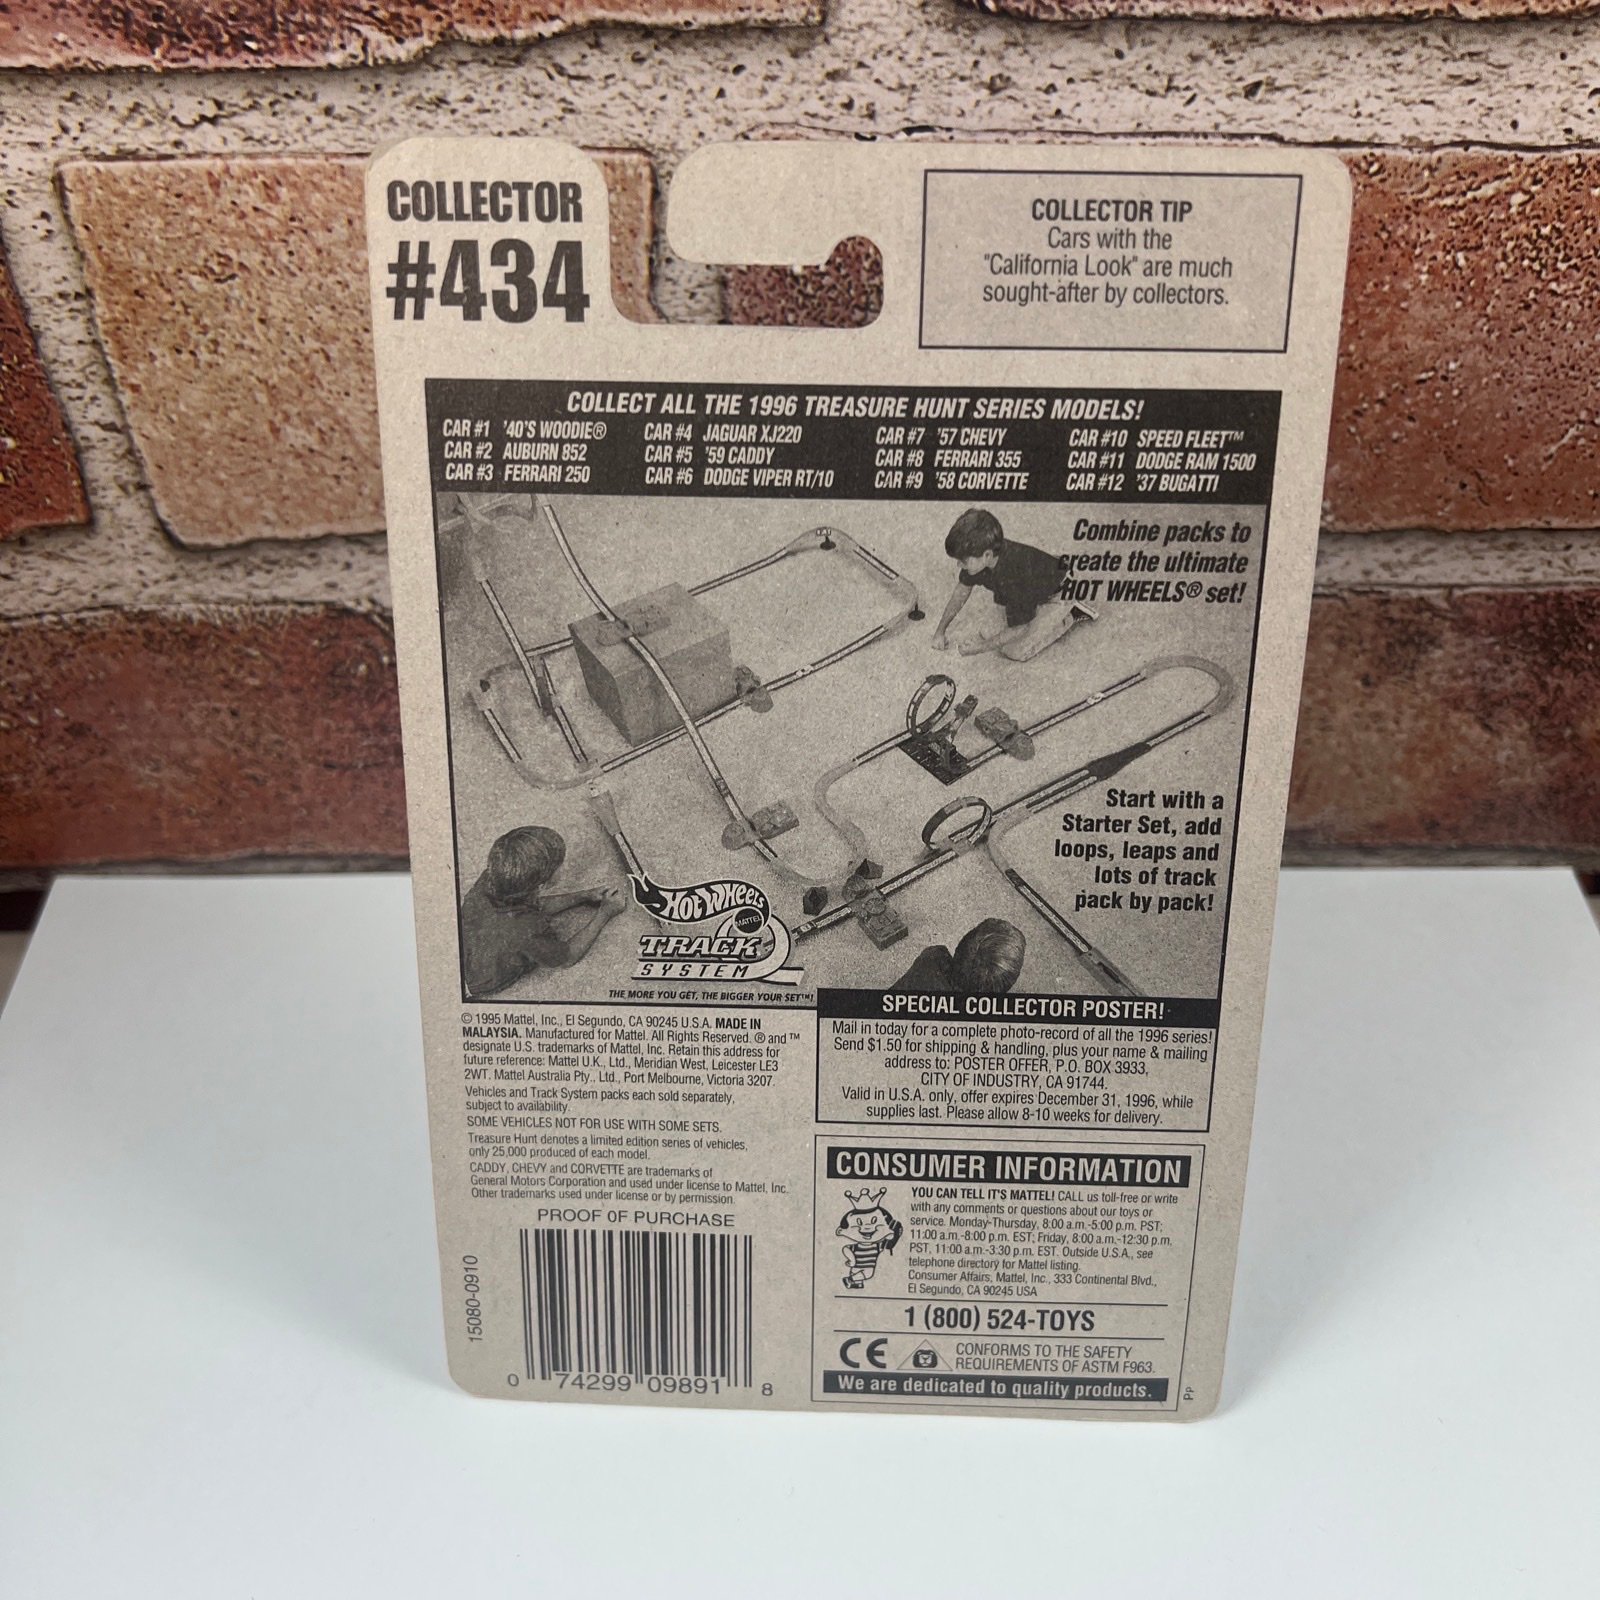 COLLECTOR
#434
COLLECTOR TIP
Cars with the
"California Look" are much
sought-after by collectors.
COLLECT ALL THE 1996 TREASURE HUNT SERIES MODELS!
CAR #1 '40'S WOODIE®
CAR #2 AUBURN 852
CAR #3 FERRARI 250
CAR #4 JAGUAR XJ220
CAR #5 '59 CADDY
CAR #6 DODGE VIPER RT/10
CAR #7 '57 CHEVY
CAR #8 FERRARI 355
CAR #9 '58 CORVETTE
CAR #10 SPEED FLEET™
CAR #11 DODGE RAM 1500
CAR #12 '37 BUGATTI
Combine packs to
create the ultimate
HOT WHEELS® set!
Start with a
Starter Set, add
loops, leaps and
lots of track
pack by pack!
HOT WHEELS
MATTEL
TRACK
SYSTEM
THE MORE YOU GET, THE BIGGER YOUR SET™!
© 1995 Mattel, Inc., El Segundo, CA 90245 U.S.A. MADE IN
MALAYSIA. Manufactured for Mattel. All Rights Reserved. ® and ™
designate U.S. trademarks of Mattel, Inc. Retain this address for
future reference: Mattel U.K., Ltd., Meridian West, Leicester LE3
2WT. Mattel Australia Pty., Ltd., Port Melbourne, Victoria 3207.
Vehicles and Track System packs each sold separately,
subject to availability.
SOME VEHICLES NOT FOR USE WITH SOME SETS.
Treasure Hunt denotes a limited edition series of vehicles,
only 25,000 produced of each model.
CADDY, CHEVY and CORVETTE are trademarks of
General Motors Corporation and used under license to Mattel, Inc.
Other trademarks used under license or by permission.
PROOF OF PURCHASE
15080-0910
0 74299 09891 8
SPECIAL COLLECTOR POSTER!
Mail in today for a complete photo-record of all the 1996 series!
Send $1.50 for shipping & handling, plus your name & mailing
address to: POSTER OFFER, P.O. BOX 3933,
CITY OF INDUSTRY, CA 91744.
Valid in U.S.A. only, offer expires December 31, 1996, while
supplies last. Please allow 8-10 weeks for delivery.
CONSUMER INFORMATION
YOU CAN TELL IT'S MATTEL! CALL us toll-free or write
with any comments or questions about our toys or
service. Monday-Thursday, 8:00 a.m.-5:00 p.m. PST;
11:00 a.m.-8:00 p.m. EST; Friday, 8:00 a.m.-12:30 p.m.
PST, 11:00 a.m.-3:30 p.m. EST. Outside U.S.A., see
telephone directory for Mattel listing.
Consumer Affairs, Mattel, Inc., 333 Continental Blvd.,
El Segundo, CA 90245 USA
1 (800) 524-TOYS
CE
CONFORMS TO THE SAFETY
REQUIREMENTS OF ASTM F963.
We are dedicated to quality products.
PP